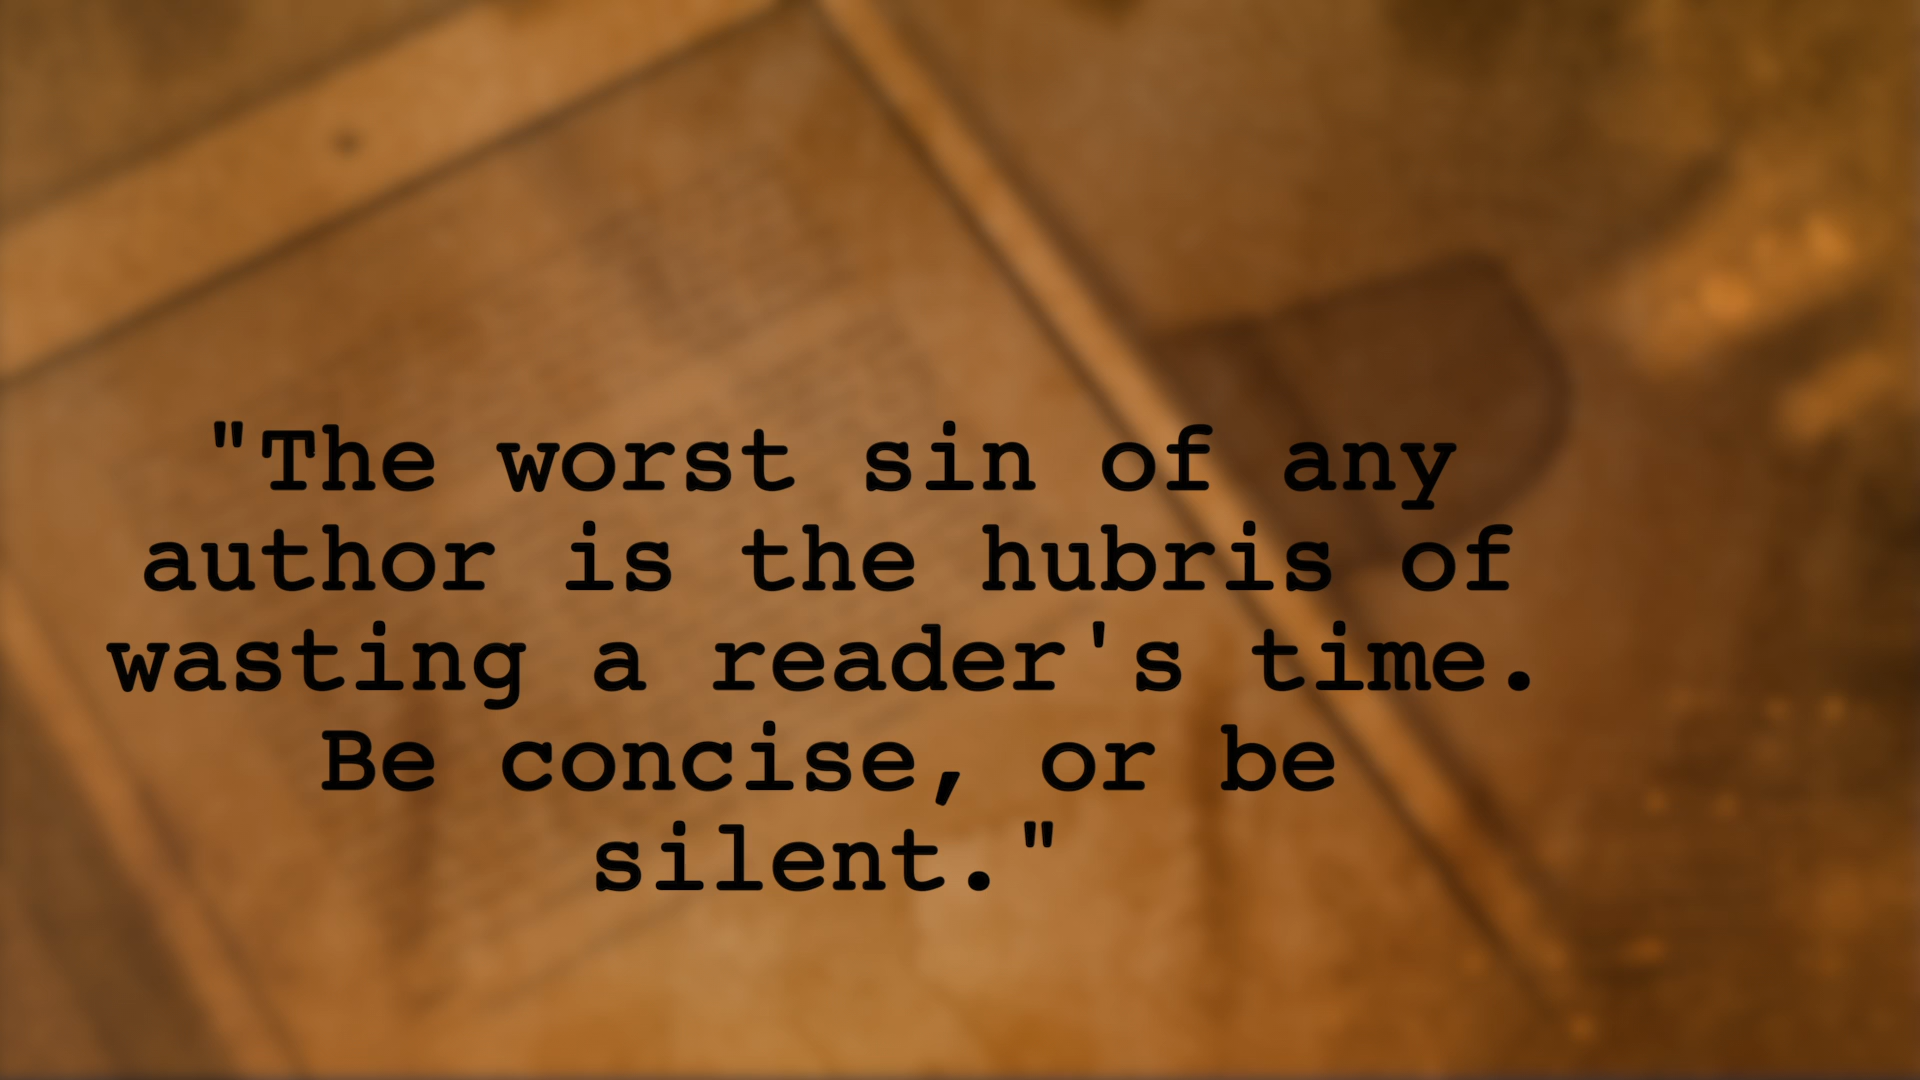 "The worst sin of any
author is the hubris of
wasting a reader's time.
Be concise, or be
silent."